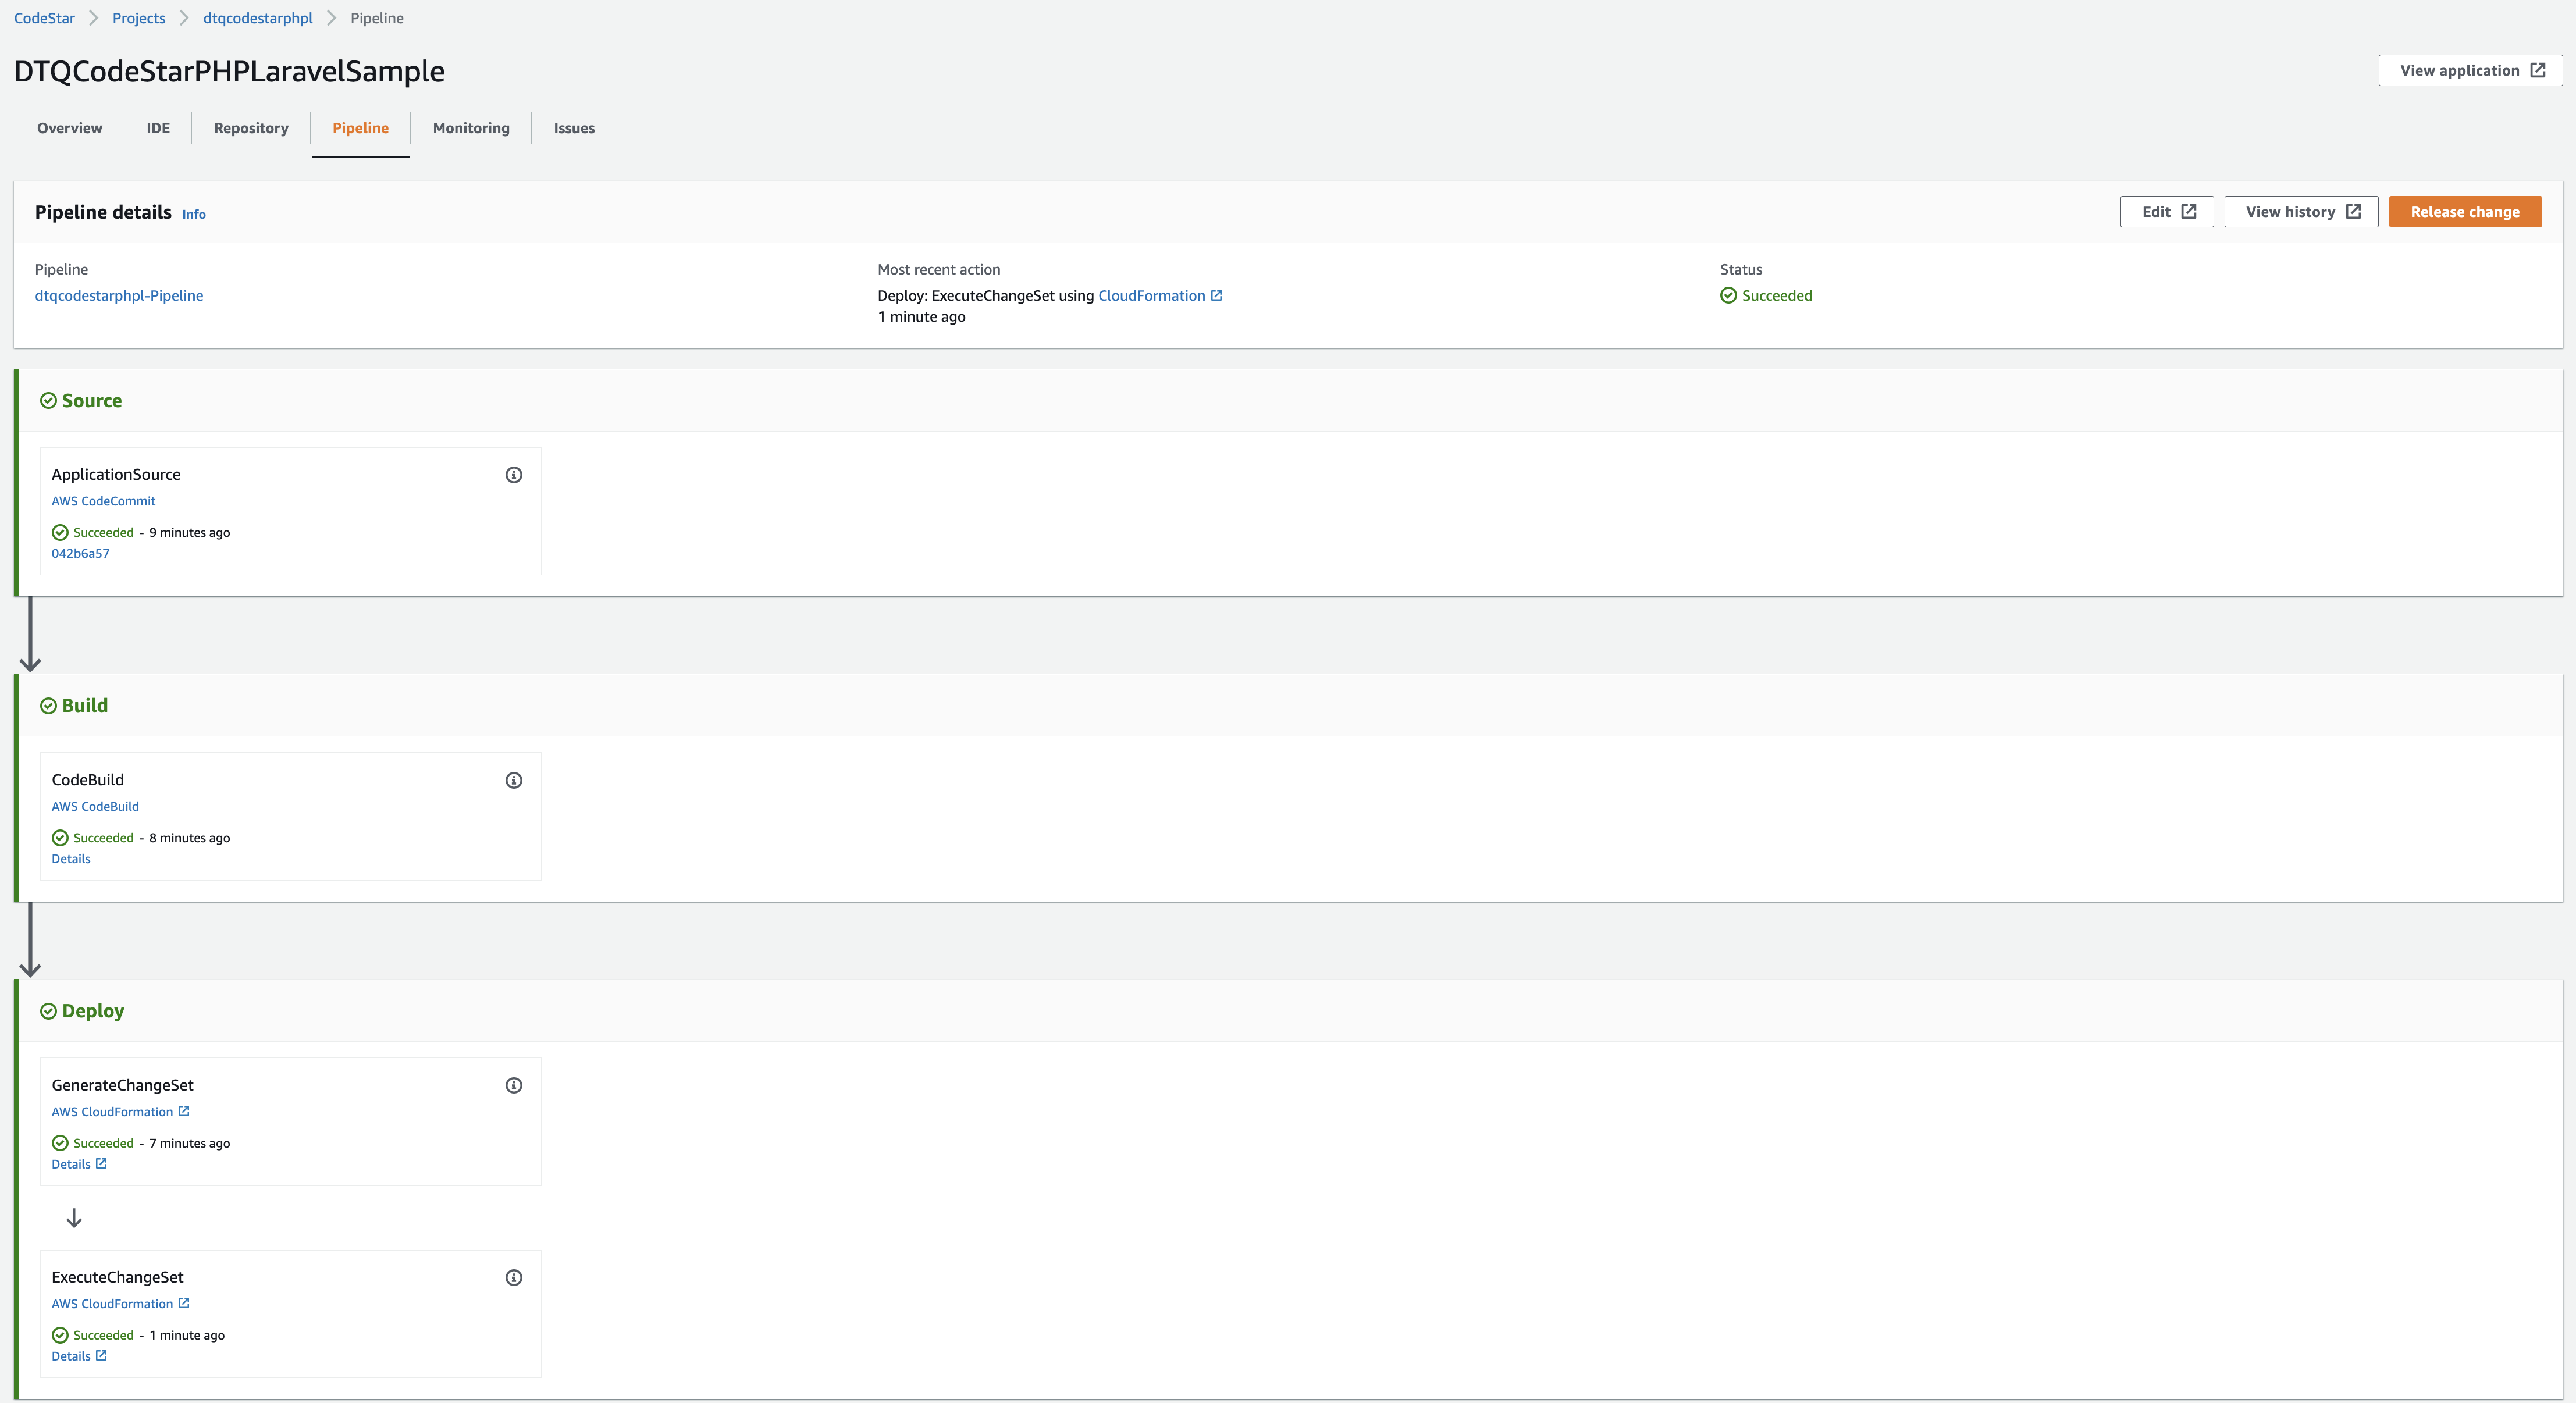 CodeStar Projects dtqcodestarphpl Pipeline
DTQCodeStarPHPLaravelSample
View application
Overview IDE Repository Pipeline Monitoring Issues
Pipeline details Info
Edit View history Release change
Pipeline
dtqcodestarphpl-Pipeline
Most recent action
Deploy: ExecuteChangeSet using CloudFormation
1 minute ago
Status
Succeeded
Source
ApplicationSource
AWS CodeCommit
Succeeded - 9 minutes ago
042b6a57
Build
CodeBuild
AWS CodeBuild
Succeeded - 8 minutes ago
Details
Deploy
GenerateChangeSet
AWS CloudFormation
Succeeded - 7 minutes ago
Details
ExecuteChangeSet
AWS CloudFormation
Succeeded - 1 minute ago
Details